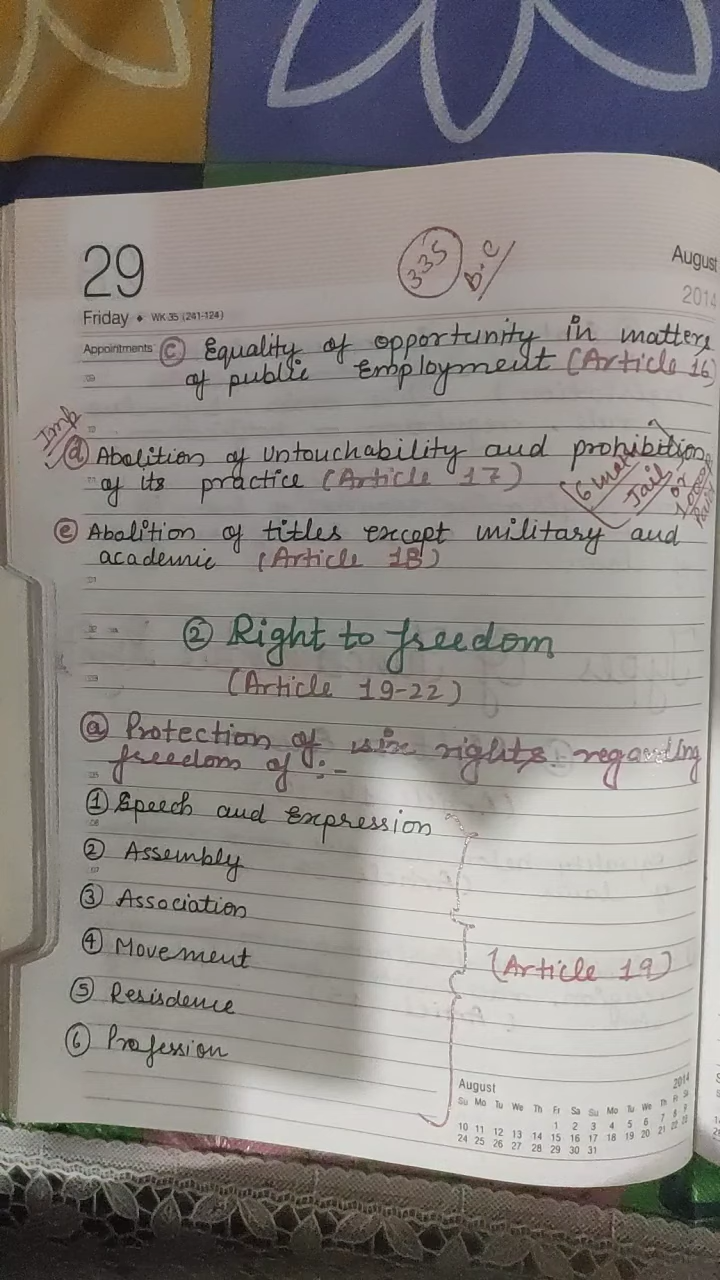 29
Friday ♦ WK 35 (241-124)
335
B.C
August
2014
Appointments
ⓒ Equality of opportunity in matters
of public Employment (Article 16)
Imp
ⓓ Abolition of Untouchability and prohibition
of its practice (Article 17)
Jail
or
ⓔ Abolition of titles except military and
academic (Article 18)
② Right to freedom
(Article 19-22)
ⓐ Protection of six rights regarding
freedom of :-
① Speech and Expression
② Assembly
③ Association
④ Movement
⑤ Resisdence
⑥ Profession
(Article 19)
August 2014
Su Mo Tu We Th Fr Sa Su Mo Tu We Th Fr Sa
1 2 3 4 5 6 7 8 9
10 11 12 13 14 15 16 17 18 19 20 21 22 23
24 25 26 27 28 29 30 31